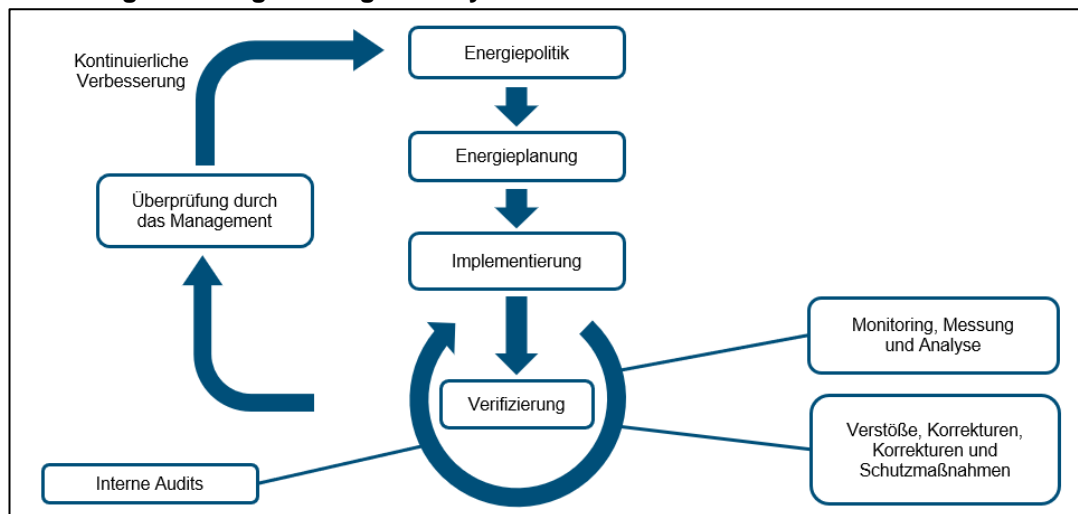 Energiepolitik
Kontinuierliche
Verbesserung
Energieplanung
Überprüfung durch
das Management
Implementierung
Monitoring, Messung
und Analyse
Verifizierung
Verstöße, Korrekturen,
Korrekturen und
Schutzmaßnahmen
Interne Audits